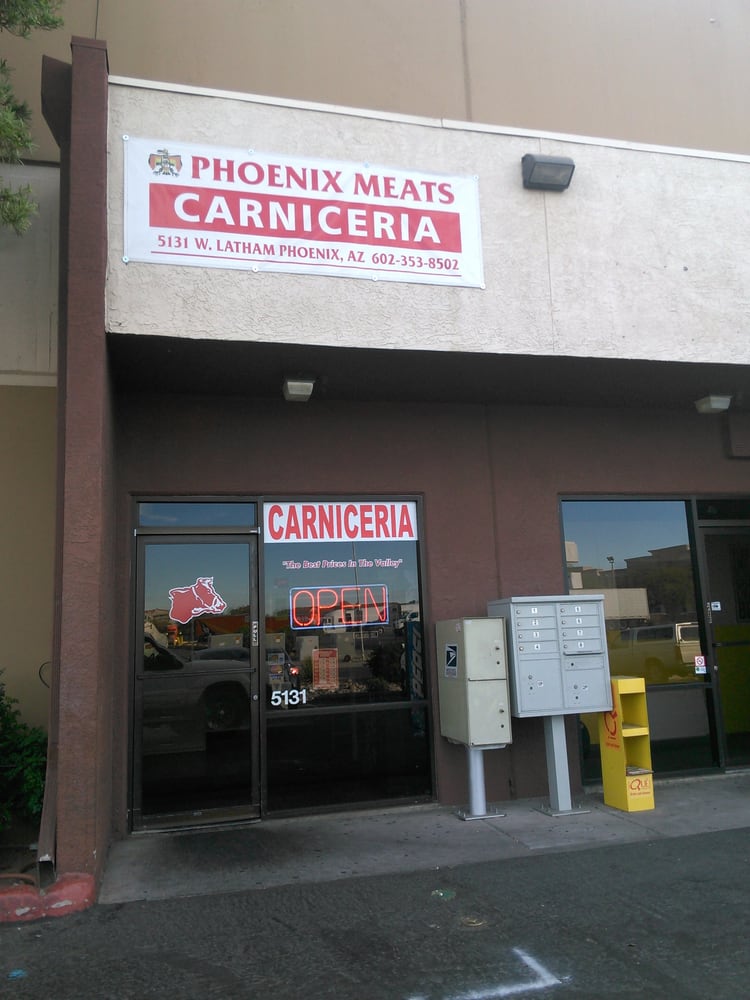 PHOENIX MEATS
CARNICERIA
5131 W. LATHAM PHOENIX, AZ 602-353-8502
CARNICERIA
"The Best Prices In The Valley"
OPEN
5131